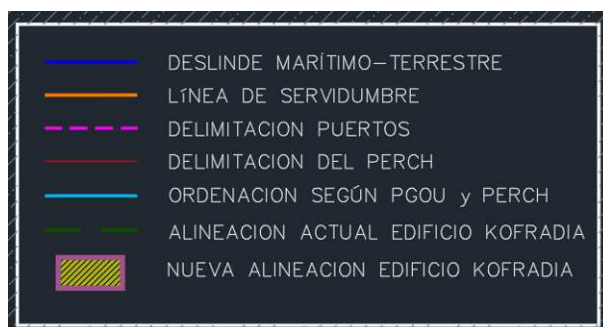 DESLINDE MARÍTIMO-TERRESTRE
LíNEA DE SERVIDUMBRE
DELIMITACION PUERTOS
DELIMITACION DEL PERCH
ORDENACION SEGÚN PGOU y PERCH
ALINEACION ACTUAL EDIFICIO KOFRADIA
NUEVA ALINEACION EDIFICIO KOFRADIA